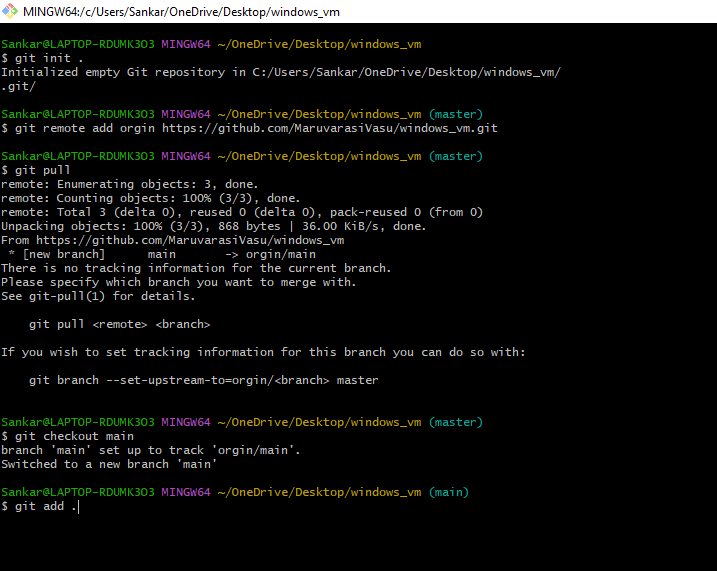 MINGW64:/c/Users/Sankar/OneDrive/Desktop/windows_vm
Sankar@LAPTOP-RDUMK3O3 MINGW64 ~/OneDrive/Desktop/windows_vm
$ git init .
Initialized empty Git repository in C:/Users/Sankar/OneDrive/Desktop/windows_vm/
.git/
Sankar@LAPTOP-RDUMK3O3 MINGW64 ~/OneDrive/Desktop/windows_vm (master)
$ git remote add orgin https://github.com/MaruvarasiVasu/windows_vm.git
Sankar@LAPTOP-RDUMK3O3 MINGW64 ~/OneDrive/Desktop/windows_vm (master)
$ git pull
remote: Enumerating objects: 3, done.
remote: Counting objects: 100% (3/3), done.
remote: Total 3 (delta 0), reused 0 (delta 0), pack-reused 0 (from 0)
Unpacking objects: 100% (3/3), 868 bytes | 36.00 KiB/s, done.
From https://github.com/MaruvarasiVasu/windows_vm
 * [new branch]      main       -> orgin/main
There is no tracking information for the current branch.
Please specify which branch you want to merge with.
See git-pull(1) for details.
    git pull <remote> <branch>
If you wish to set tracking information for this branch you can do so with:
    git branch --set-upstream-to=orgin/<branch> master
Sankar@LAPTOP-RDUMK3O3 MINGW64 ~/OneDrive/Desktop/windows_vm (master)
$ git checkout main
branch 'main' set up to track 'orgin/main'.
Switched to a new branch 'main'
Sankar@LAPTOP-RDUMK3O3 MINGW64 ~/OneDrive/Desktop/windows_vm (main)
$ git add .